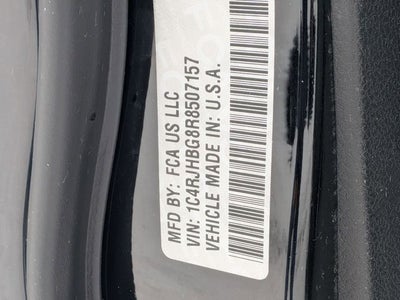 MFD BY: FCA US LLC
VIN: 1C4RJHBG8R8507157
VEHICLE MADE IN: U.S.A.